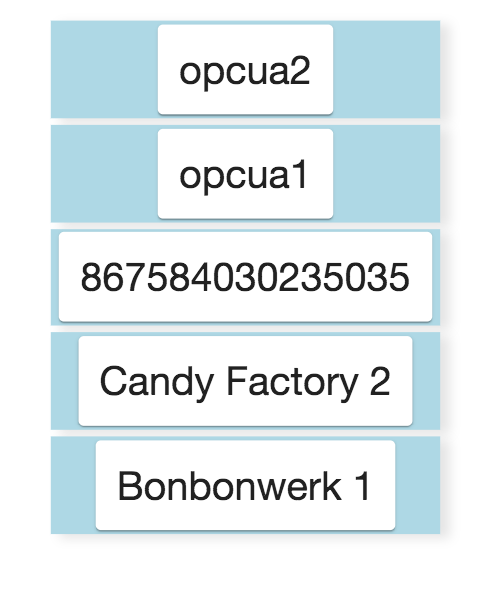 opcua2
opcua1
867584030235035
Candy Factory 2
Bonbonwerk 1